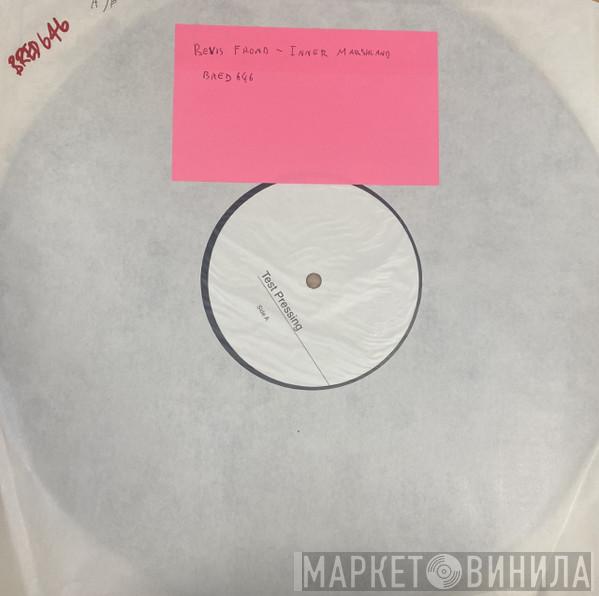 A/B
BRED 646
BEVIS FROND - INNER MARSHLAND
BRED 646
Test Pressing
Side A
МАРКЕТ ВИНИЛА